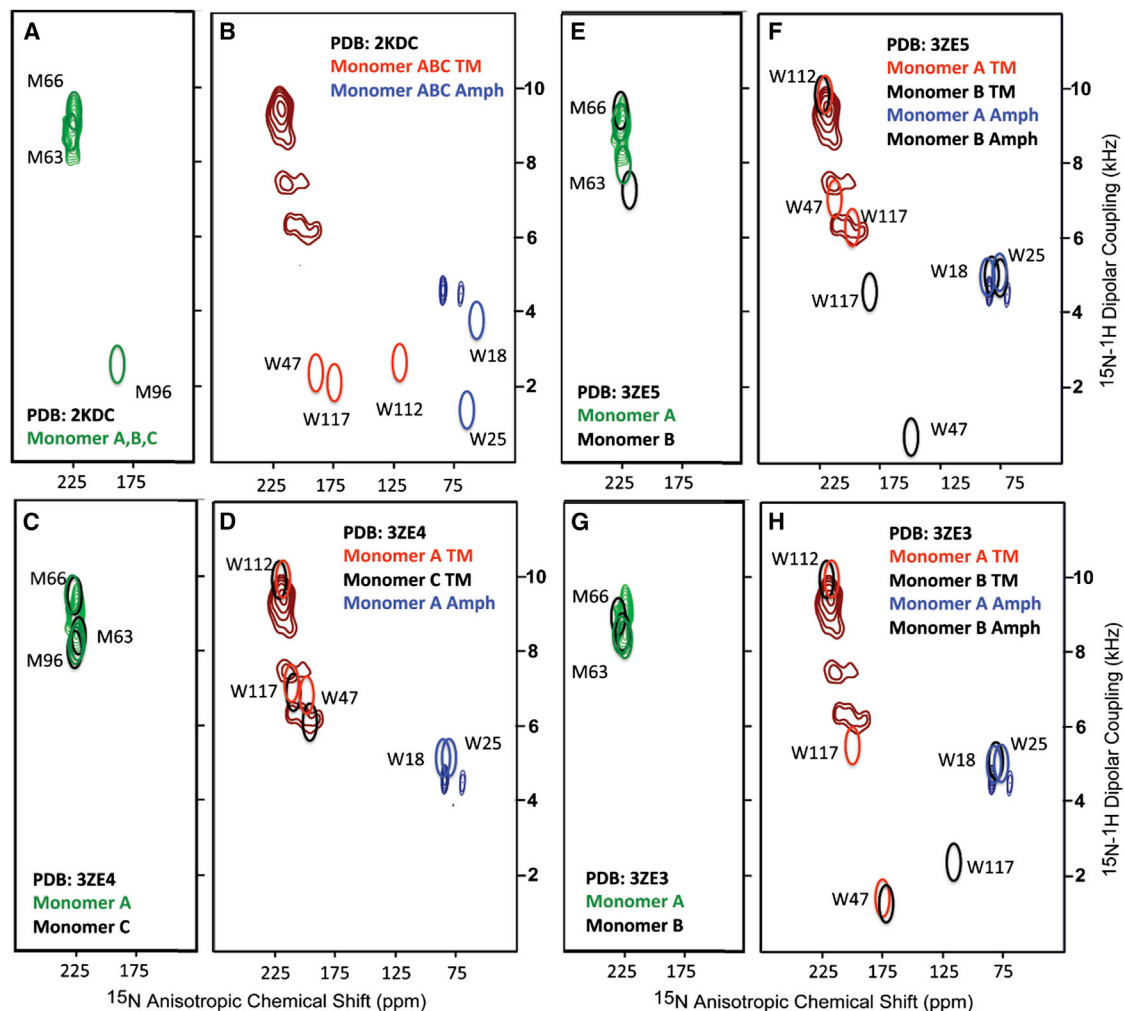 A
M66
M63
M96
PDB: 2KDC
Monomer A,B,C
225
175
B
PDB: 2KDC
Monomer ABC TM
Monomer ABC Amph
W47
W117
W112
W18
W25
10
8
6
4
2
225
175
125
75
E
M66
M63
PDB: 3ZE5
Monomer A
Monomer B
225
175
F
PDB: 3ZE5
Monomer A TM
Monomer B TM
Monomer A Amph
Monomer B Amph
W112
W47
W117
W117
W18
W25
W47
10
8
6
4
2
225
175
125
75
15N-1H Dipolar Coupling (kHz)
C
M66
M63
M96
PDB: 3ZE4
Monomer A
Monomer C
225
175
D
PDB: 3ZE4
Monomer A TM
Monomer C TM
Monomer A Amph
W112
W117
W47
W18
W25
10
8
6
4
2
225
175
125
75
15N Anisotropic Chemical Shift (ppm)
G
M66
M63
PDB: 3ZE3
Monomer A
Monomer B
225
175
H
PDB: 3ZE3
Monomer A TM
Monomer B TM
Monomer A Amph
Monomer B Amph
W112
W117
W18
W25
W117
W47
10
8
6
4
2
225
175
125
75
15N-1H Dipolar Coupling (kHz)
15N Anisotropic Chemical Shift (ppm)